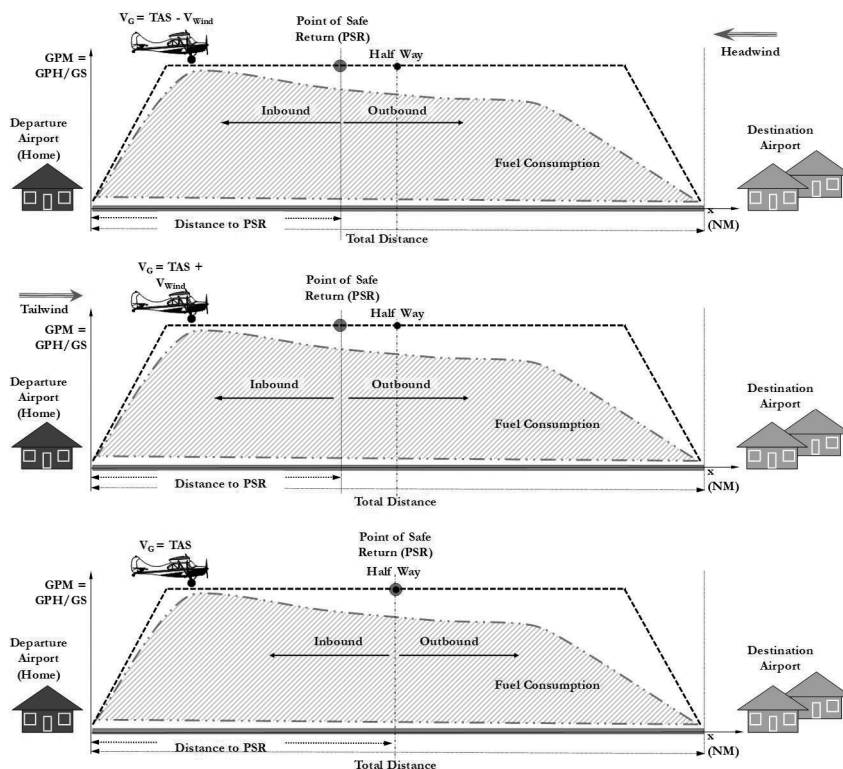 V_G = TAS - V_Wind
Point of Safe
Return (PSR)
Half Way
Headwind
GPM =
GPH/GS
Departure
Airport
(Home)
Inbound
Outbound
Fuel Consumption
Destination
Airport
x
(NM)
Distance to PSR
Total Distance
V_G = TAS +
V_Wind
Point of Safe
Return (PSR)
Half Way
Tailwind
GPM =
GPH/GS
Departure
Airport
(Home)
Inbound
Outbound
Fuel Consumption
Destination
Airport
x
(NM)
Distance to PSR
Total Distance
V_G = TAS
Point of Safe
Return (PSR)
Half Way
GPM =
GPH/GS
Departure
Airport
(Home)
Inbound
Outbound
Fuel Consumption
Destination
Airport
x
(NM)
Distance to PSR
Total Distance